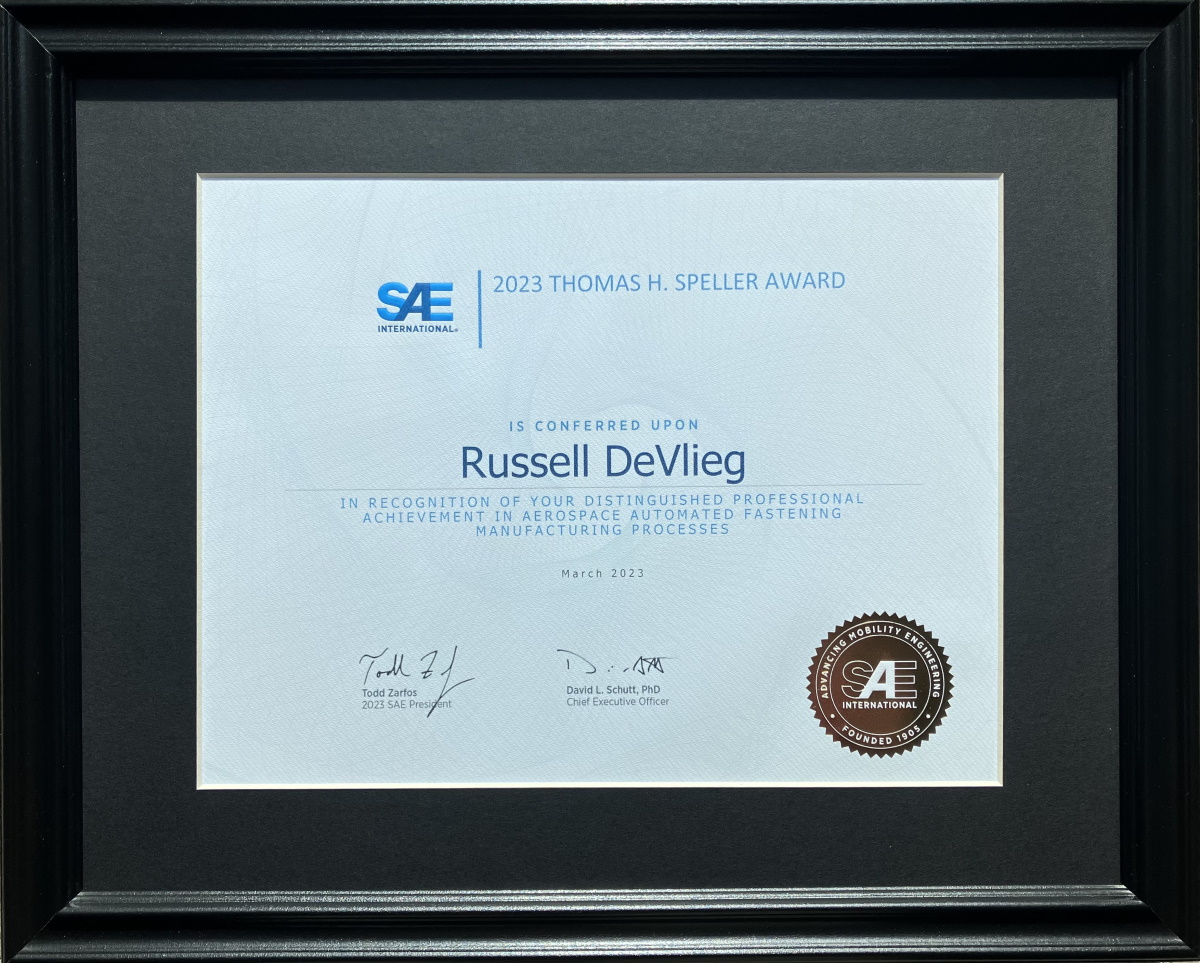 SAE
INTERNATIONAL®
2023 THOMAS H. SPELLER AWARD
IS CONFERRED UPON
Russell DeVlieg
IN RECOGNITION OF YOUR DISTINGUISHED PROFESSIONAL
ACHIEVEMENT IN AEROSPACE AUTOMATED FASTENING
MANUFACTURING PROCESSES
March 2023
Todd Zarfos
2023 SAE President
David L. Schutt, PhD
Chief Executive Officer
ADVANCING MOBILITY ENGINEERING
SAE
INTERNATIONAL
• FOUNDED 1905 •